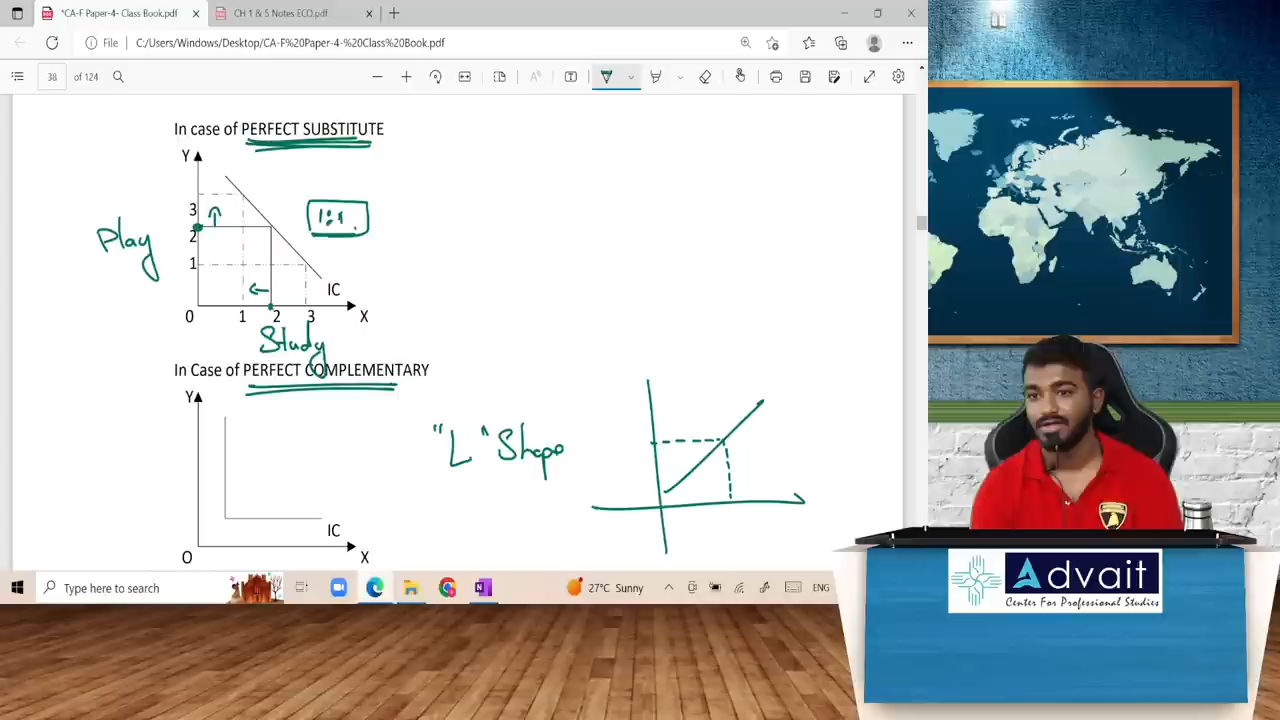 *CA-F Paper-4- Class Book.pdf
CH 1 & 5 Notes ECO.pdf
File
C:/Users/Windows/Desktop/CA-F%20Paper-4-%20Class%20Book.pdf
38
of 124
In case of PERFECT SUBSTITUTE
Y
3
2
1
Play
1:1.
IC
0
1
2
3
X
Study
In Case of PERFECT COMPLEMENTARY
Y
"L" Shape
IC
O
X
Type here to search
27°C Sunny
ENG
Advait
Center For Professional Studies